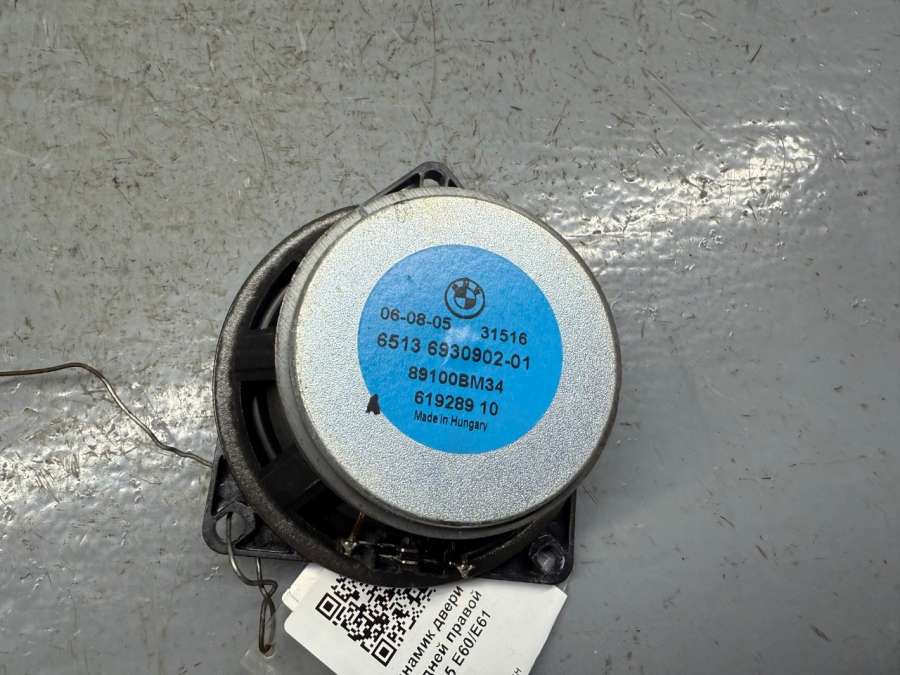 06-08-05 31516
6513 6930902-01
89100BM34
619289 10
Made in Hungary
намик двери
дней правой
5 E60/E61